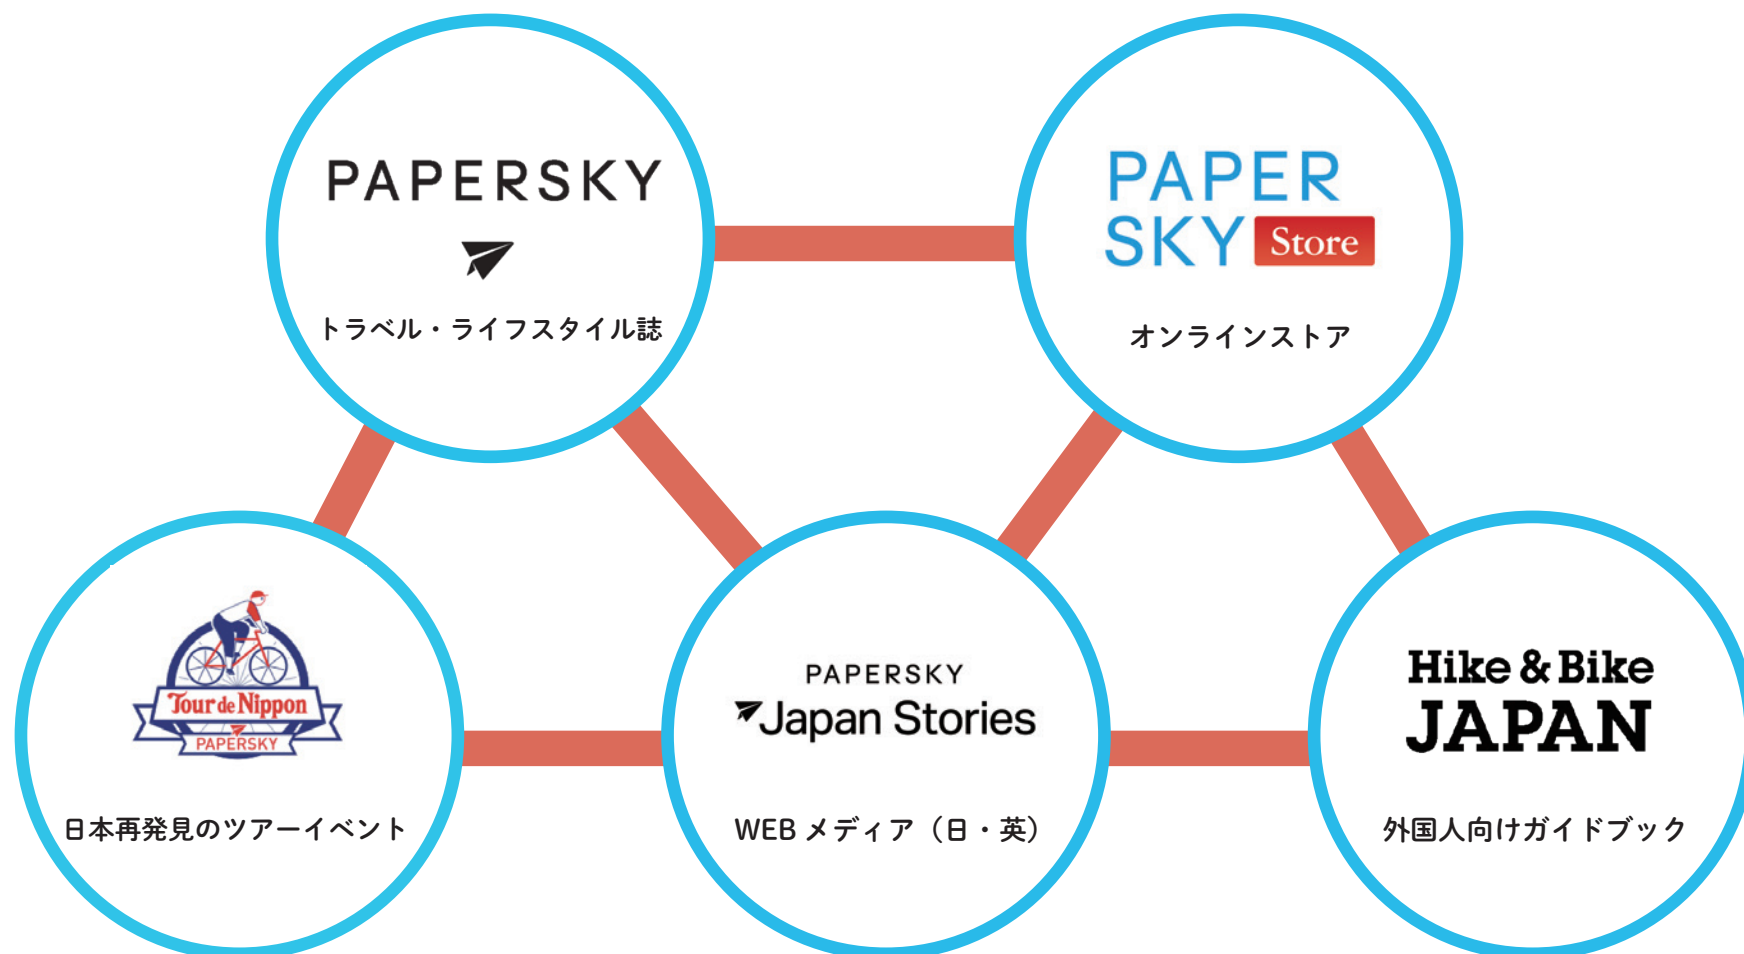 PAPERSKY
トラベル・ライフスタイル誌
PAPER
SKY Store
オンラインストア
Tour de Nippon
PAPERSKY
日本再発見のツアーイベント
PAPERSKY
Japan Stories
WEB メディア（日・英）
Hike & Bike
JAPAN
外国人向けガイドブック